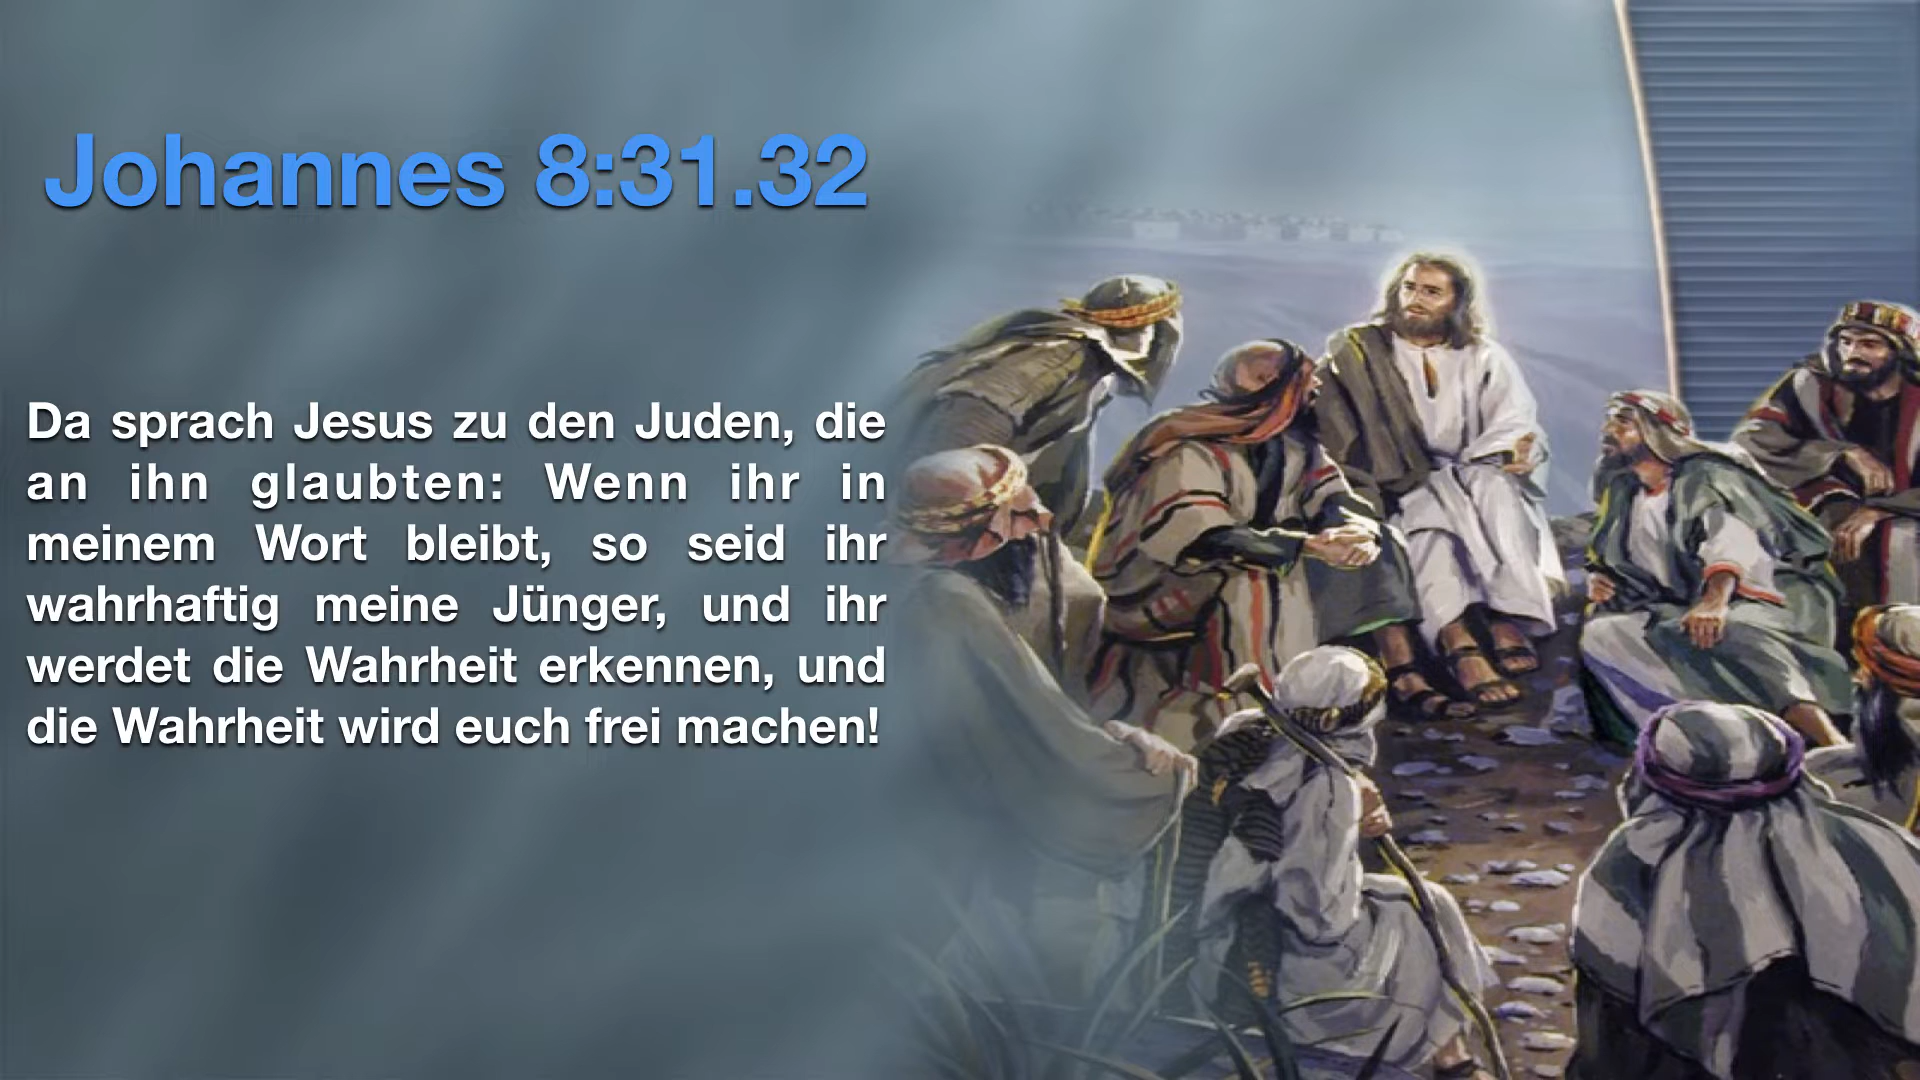 Johannes 8:31.32
Da sprach Jesus zu den Juden, die
an ihn glaubten: Wenn ihr in
meinem Wort bleibt, so seid ihr
wahrhaftig meine Jünger, und ihr
werdet die Wahrheit erkennen, und
die Wahrheit wird euch frei machen!